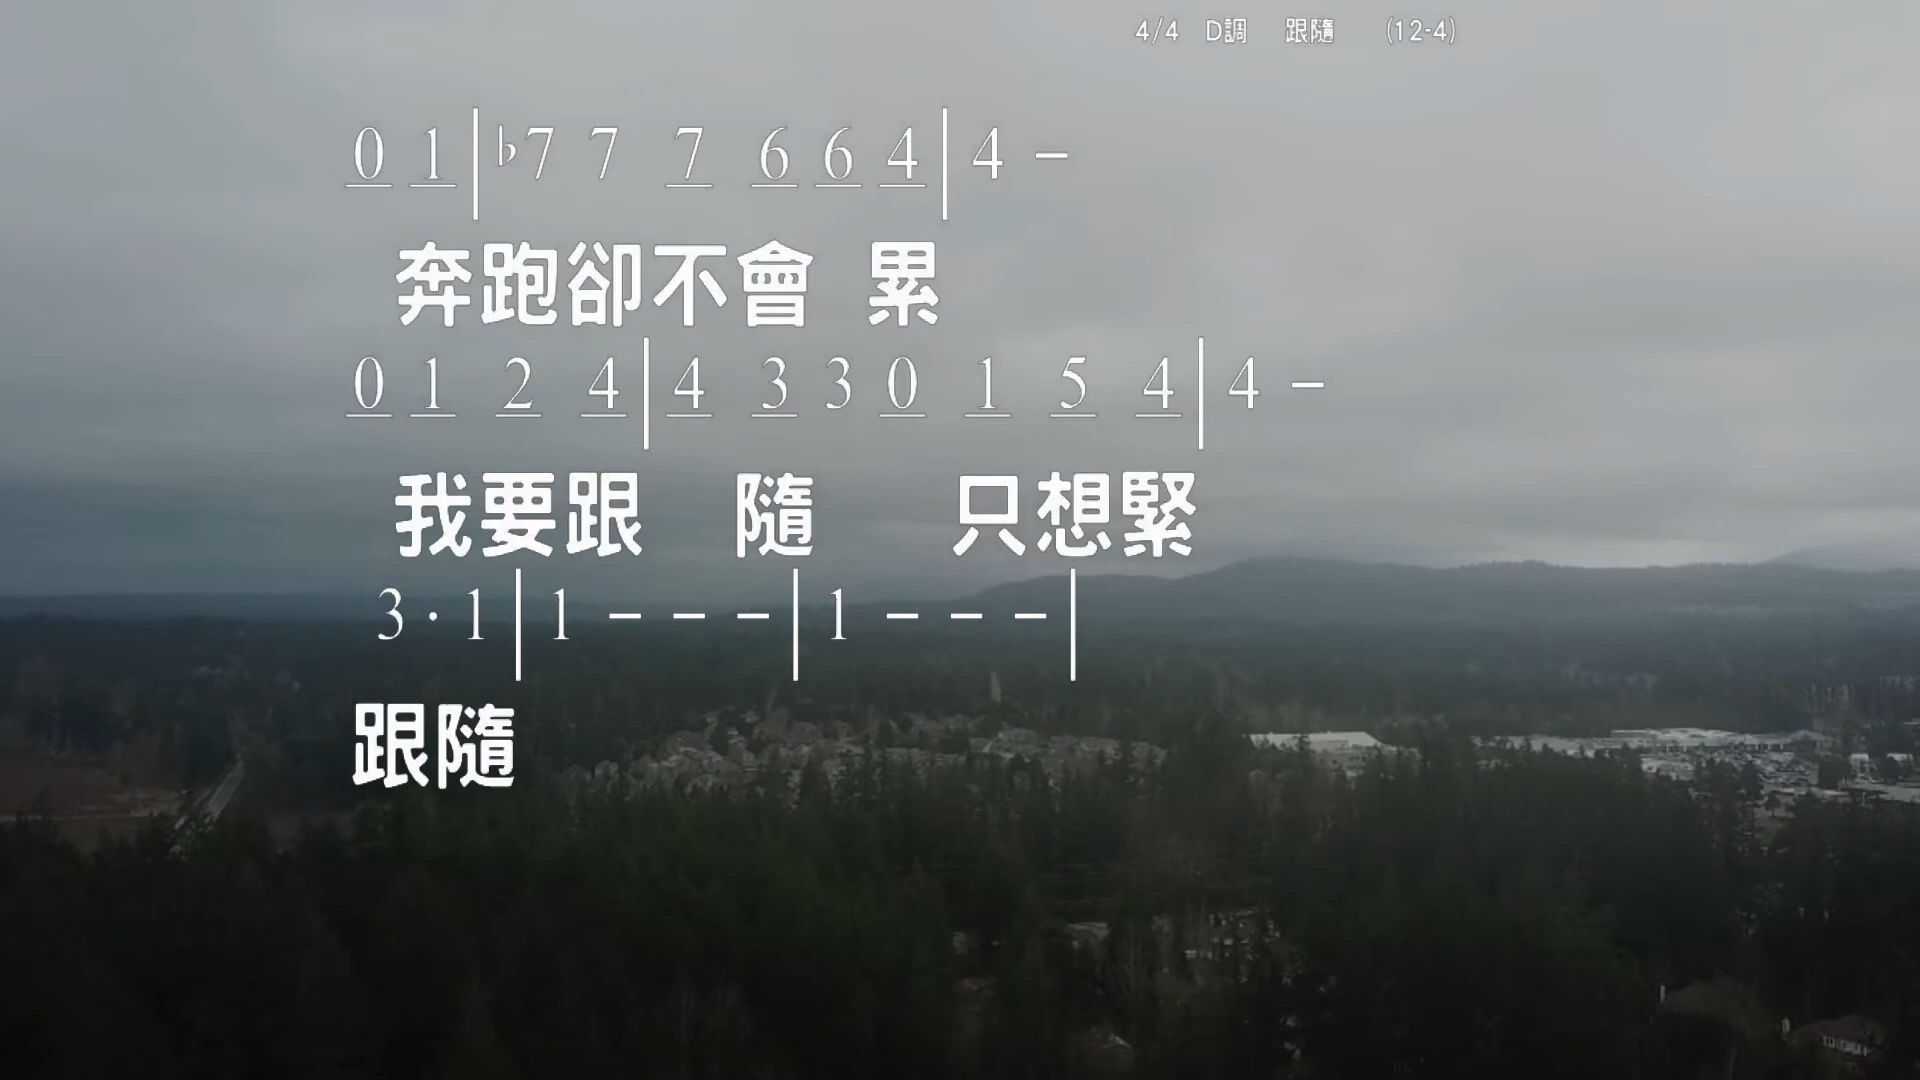 4/4 D調 跟隨 (12-4)
0 1 | ♭7 7 7 6 6 4 | 4 −
奔跑卻不會 累
0 1 2 4 | 4 3 3 0 1 5 4 | 4 −
我要跟 隨 只想緊
3 · 1 | 1 − − − | 1 − − − |
跟隨